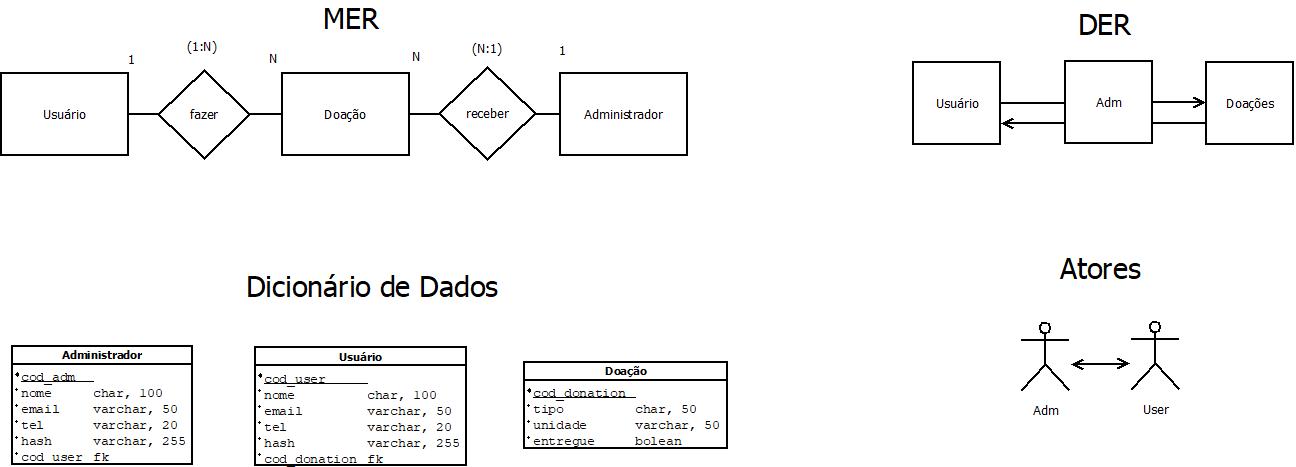 MER
(1:N)
(N:1)
1
N
N
1
Usuário
fazer
Doação
receber
Administrador
DER
Usuário
Adm
Doações
Dicionário de Dados
Administrador
cod_adm
nome char, 100
email varchar, 50
tel varchar, 20
hash varchar, 255
cod_user fk
Usuário
cod_user
nome char, 100
email varchar, 50
tel varchar, 20
hash varchar, 255
cod_donation fk
Doação
cod_donation
tipo char, 50
unidade varchar, 50
entregue bolean
Atores
Adm
User